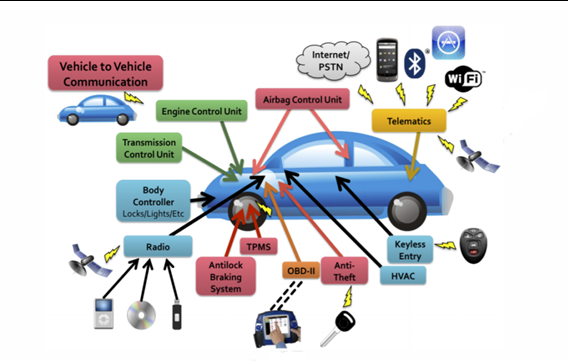 Vehicle to Vehicle
Communication
Internet/
PSTN
WiFi
Engine Control Unit
Airbag Control Unit
Telematics
Transmission
Control Unit
Body
Controller
Locks/Lights/Etc
Radio
TPMS
Antilock
Braking
System
OBD-II
Anti-
Theft
Keyless
Entry
HVAC